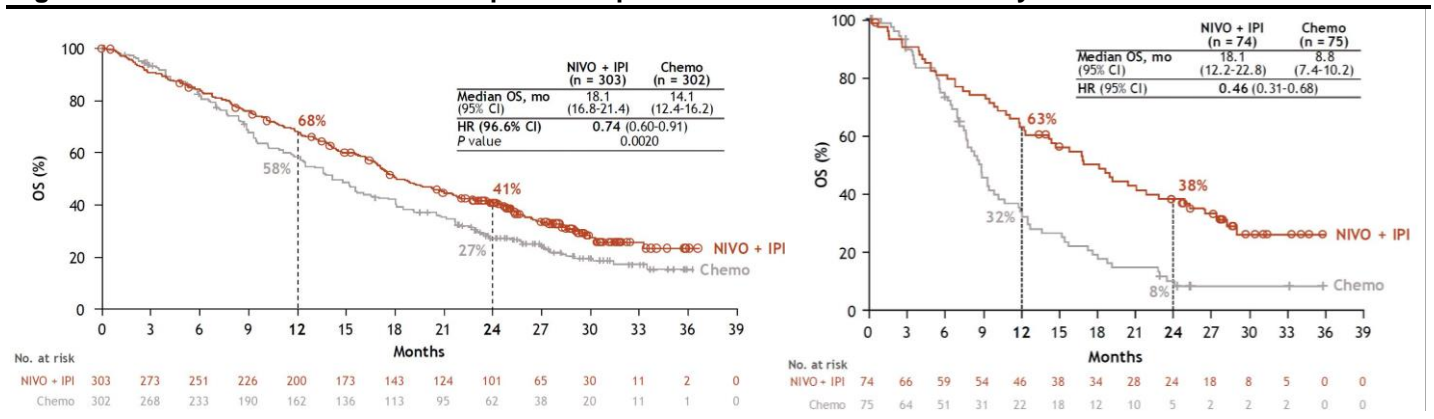 100
80
60
40
20
0
OS (%)
NIVO + IPI (n = 303) Chemo (n = 302)
Median OS, mo (95% CI) 18.1 (16.8-21.4) 14.1 (12.4-16.2)
HR (96.6% CI) 0.74 (0.60-0.91)
P value 0.0020
68%
58%
41%
27%
NIVO + IPI
Chemo
0 3 6 9 12 15 18 21 24 27 30 33 36 39
Months
No. at risk
NIVO + IPI 303 273 251 226 200 173 143 124 101 65 30 11 2 0
Chemo 302 268 233 190 162 136 113 95 62 38 20 11 1 0
100
80
60
40
20
0
OS (%)
NIVO + IPI (n = 74) Chemo (n = 75)
Median OS, mo (95% CI) 18.1 (12.2-22.8) 8.8 (7.4-10.2)
HR (95% CI) 0.46 (0.31-0.68)
63%
32%
38%
8%
NIVO + IPI
Chemo
0 3 6 9 12 15 18 21 24 27 30 33 36 39
Months
No. at risk
NIVO + IPI 74 66 59 54 46 38 34 28 24 18 8 5 0 0
Chemo 75 64 51 31 22 18 12 10 5 2 2 2 0 0